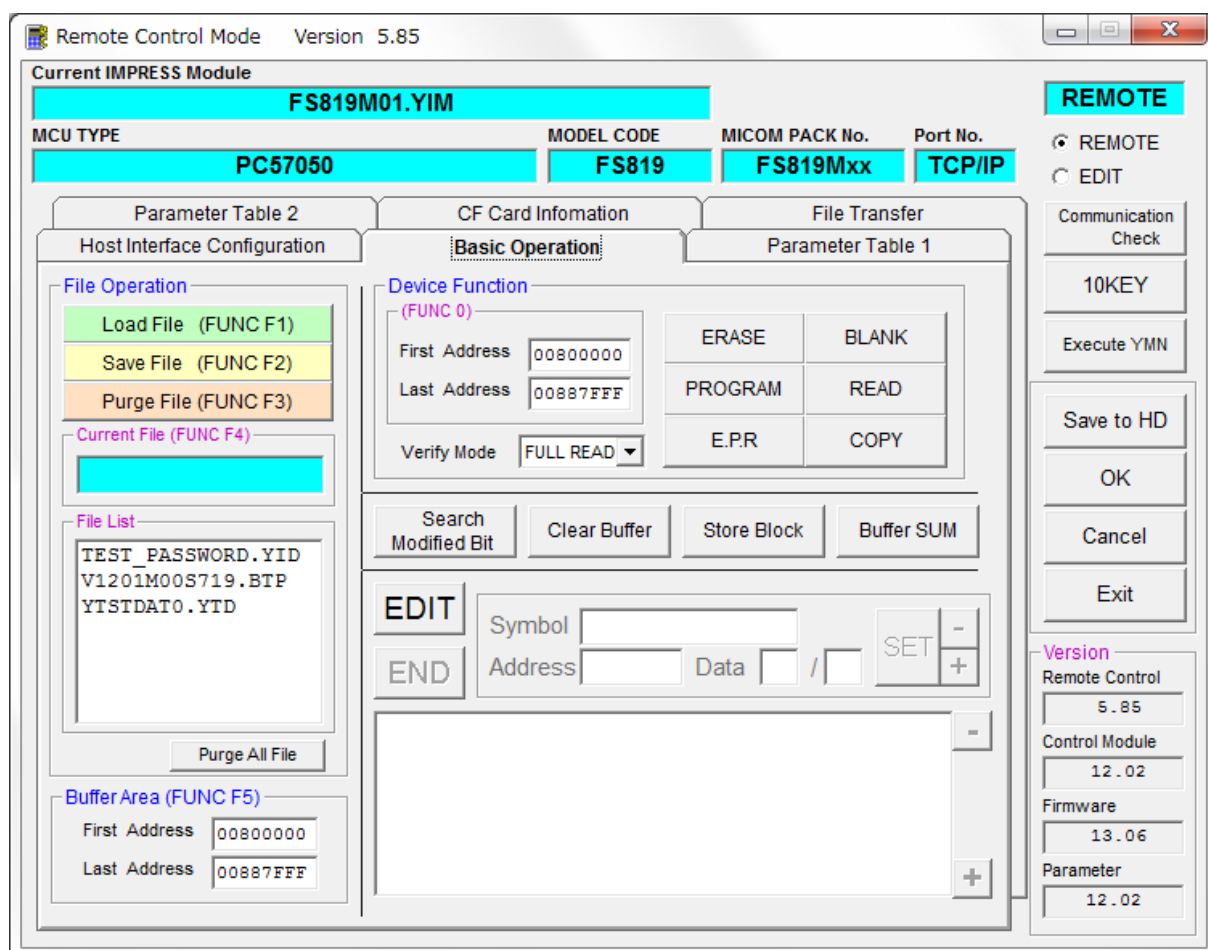 Remote Control Mode Version 5.85
Current IMPRESS Module
FS819M01.YIM
MCU TYPE MODEL CODE MICOM PACK No. Port No.
PC57050 FS819 FS819Mxx TCP/IP
REMOTE
REMOTE
EDIT
Parameter Table 2 CF Card Infomation File Transfer
Host Interface Configuration Basic Operation Parameter Table 1
File Operation
Load File (FUNC F1)
Save File (FUNC F2)
Purge File (FUNC F3)
Current File (FUNC F4)
File List
TEST_PASSWORD.YID
V1201M00S719.BTP
YTSTDAT0.YTD
Purge All File
Buffer Area (FUNC F5)
First Address 00800000
Last Address 00887FFF
Device Function
(FUNC 0)
First Address 00800000
Last Address 00887FFF
Verify Mode FULL READ
ERASE BLANK
PROGRAM READ
E.P.R COPY
Search
Modified Bit
Clear Buffer
Store Block
Buffer SUM
EDIT
END
Symbol
Address Data /
SET
-
+
-
+
Communication
Check
10KEY
Execute YMN
Save to HD
OK
Cancel
Exit
Version
Remote Control
5.85
Control Module
12.02
Firmware
13.06
Parameter
12.02